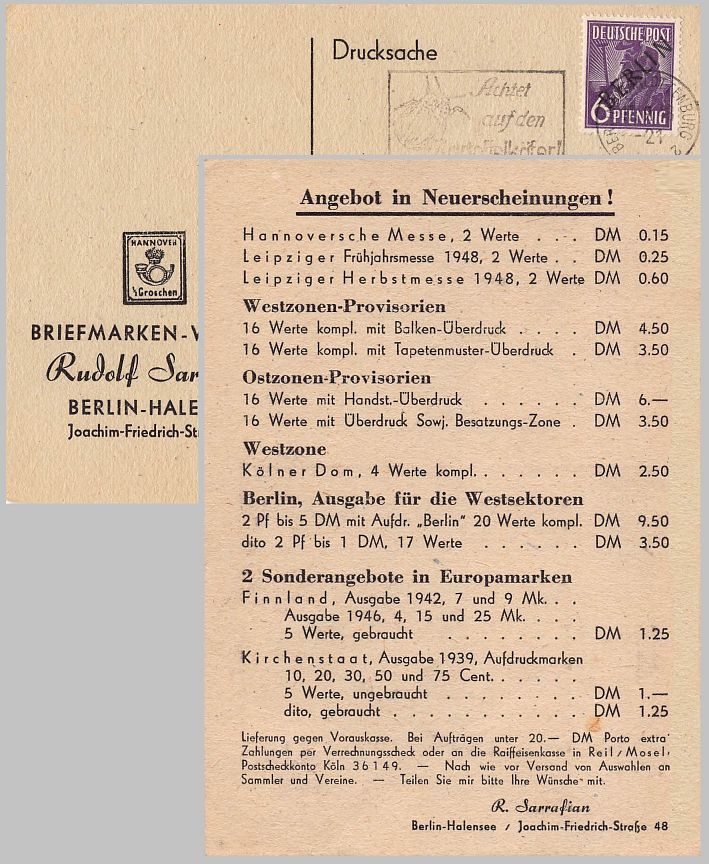 Drucksache
DEUTSCHE POST
BERLIN
6 PFENNIG
Achtet
auf den
-21
HANNOVER
½ Groschen
BRIEFMARKEN-V
Rudolf Sar
BERLIN-HALE
Joachim-Friedrich-St
Angebot in Neuerscheinungen!
Hannoversche Messe, 2 Werte . . . DM 0.15
Leipziger Frühjahrsmesse 1948, 2 Werte . . DM 0.25
Leipziger Herbstmesse 1948, 2 Werte DM 0.60
Westzonen-Provisorien
16 Werte kompl. mit Balken-Überdruck . . . . DM 4.50
16 Werte kompl. mit Tapetenmuster-Überdruck . DM 3.50
Ostzonen-Provisorien
16 Werte mit Handst.-Überdruck . . . . . . DM 6.—
16 Werte mit Überdruck Sowj. Besatzungs-Zone . DM 3.50
Westzone
Kölner Dom, 4 Werte kompl. . . . . . . DM 2.50
Berlin, Ausgabe für die Westsektoren
2 Pf bis 5 DM mit Aufdr. „Berlin" 20 Werte kompl. DM 9.50
dito 2 Pf bis 1 DM, 17 Werte . . . . . . DM 3.50
2 Sonderangebote in Europamarken
Finnland, Ausgabe 1942, 7 und 9 Mk. . .
Ausgabe 1946, 4, 15 und 25 Mk. . . .
5 Werte, gebraucht . . . . . . . . DM 1.25
Kirchenstaat, Ausgabe 1939, Aufdruckmarken
10, 20, 30, 50 und 75 Cent. . . . . .
5 Werte, ungebraucht . . . . . . . DM 1.—
dito, gebraucht . . . . . . . . . . DM 1.25
Lieferung gegen Vorauskasse. Bei Aufträgen unter 20.— DM Porto extra
Zahlungen per Verrechnungsscheck oder an die Raiffeisenkasse in Reil/Mosel,
Postscheckkonto Köln 36149. — Nach wie vor Versand von Auswahlen an
Sammler und Vereine. — Teilen Sie mir bitte Ihre Wünsche mit.
R. Sarrafian
Berlin-Halensee / Joachim-Friedrich-Straße 48